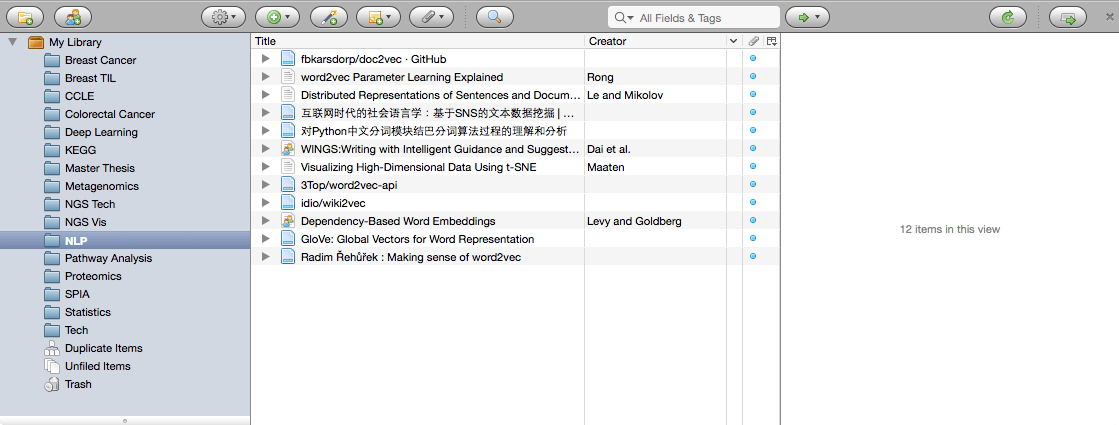 All Fields & Tags
My Library
Breast Cancer
Breast TIL
CCLE
Colorectal Cancer
Deep Learning
KEGG
Master Thesis
Metagenomics
NGS Tech
NGS Vis
NLP
Pathway Analysis
Proteomics
SPIA
Statistics
Tech
Duplicate Items
Unfiled Items
Trash
Title Creator
fbkarsdorp/doc2vec · GitHub
word2vec Parameter Learning Explained Rong
Distributed Representations of Sentences and Docum... Le and Mikolov
互联网时代的社会语言学：基于SNS的文本数据挖掘 | ...
对Python中文分词模块结巴分词算法过程的理解和分析
WINGS:Writing with Intelligent Guidance and Suggest... Dai et al.
Visualizing High-Dimensional Data Using t-SNE Maaten
3Top/word2vec-api
idio/wiki2vec
Dependency-Based Word Embeddings Levy and Goldberg
GloVe: Global Vectors for Word Representation
Radim Řehůřek : Making sense of word2vec
12 items in this view